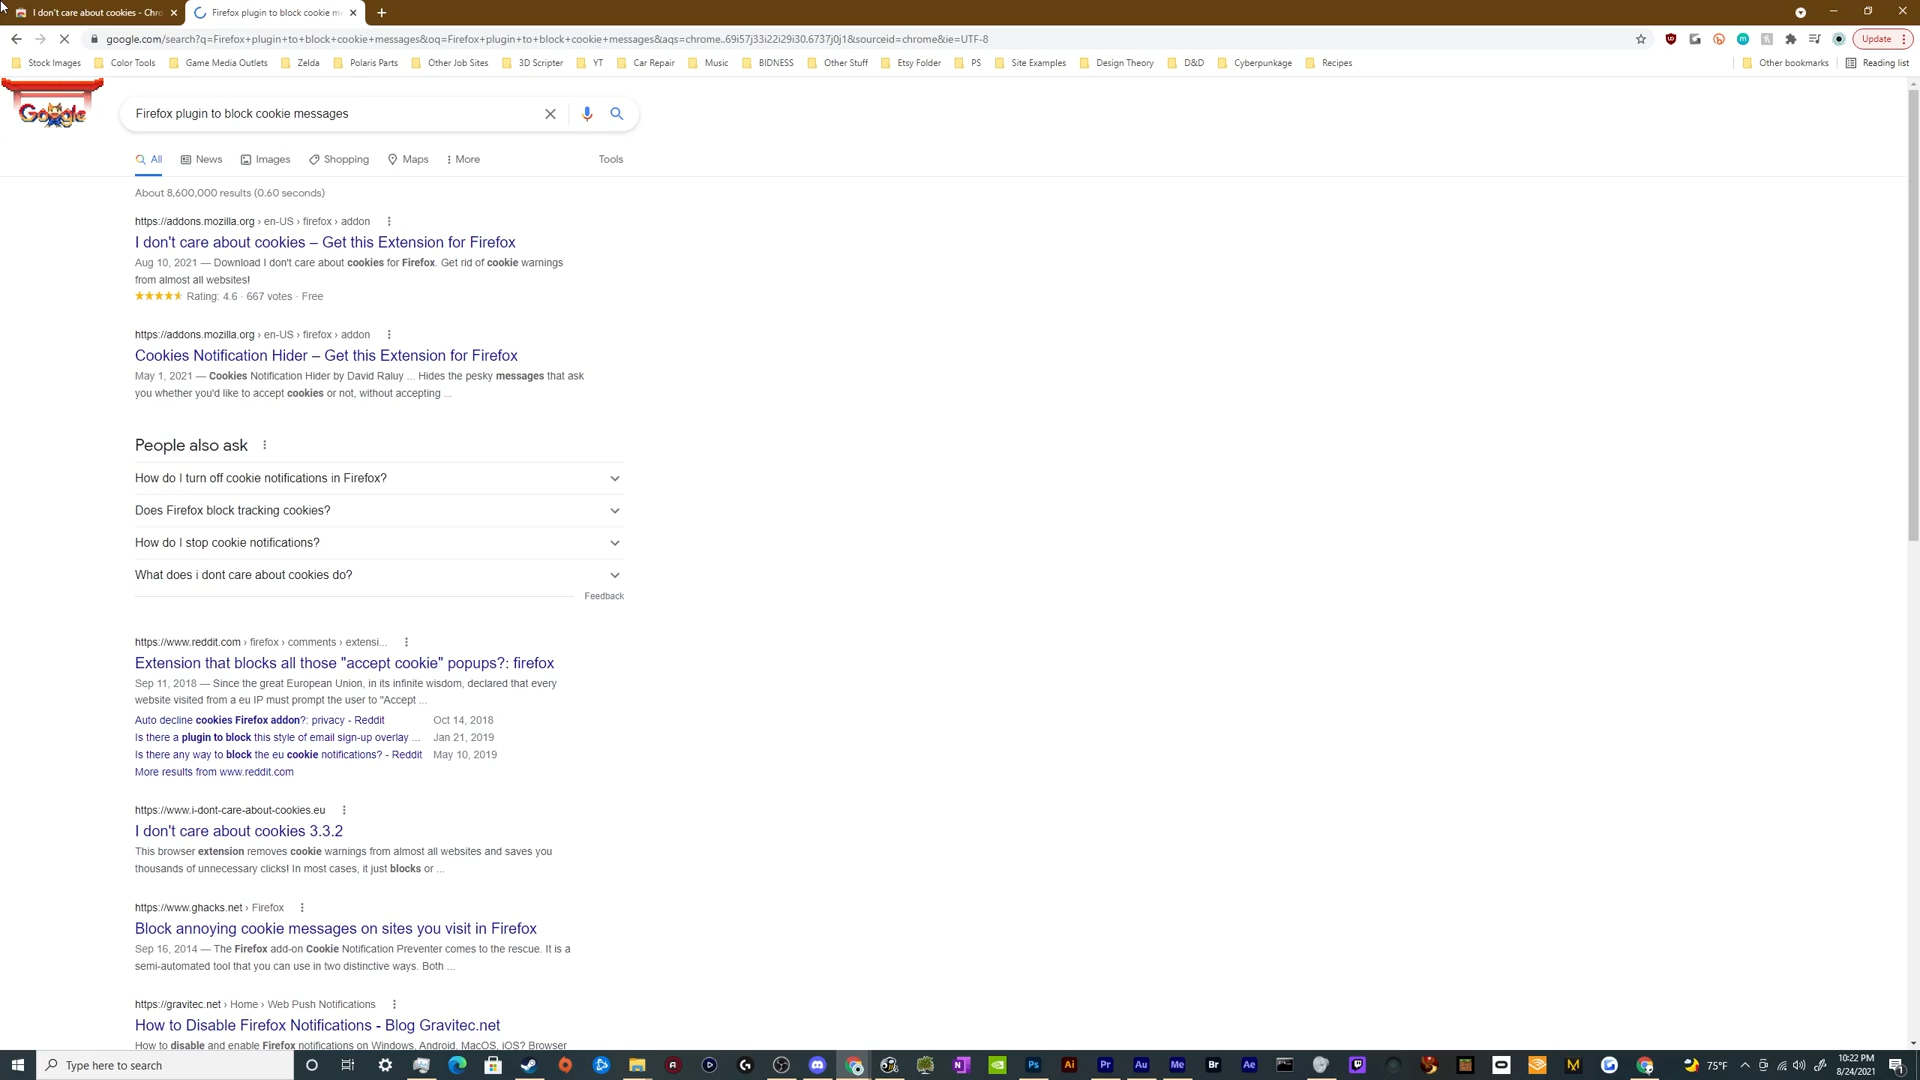 I don't care about cookies - Chro
Firefox plugin to block cookie m
google.com/search?q=Firefox+plugin+to+block+cookie+messages&oq=Firefox+plugin+to+block+cookie+messages&aqs=chrome..69i57j33i22i29i30.6737j0j1&sourceid=chrome&ie=UTF-8
Update
Stock Images Color Tools Game Media Outlets Zelda Polaris Parts Other Job Sites 3D Scripter YT Car Repair Music BIDNESS Other Stuff Etsy Folder PS Site Examples Design Theory D&D Cyberpunkage Recipes Other bookmarks Reading list
Google
Firefox plugin to block cookie messages
All News Images Shopping Maps More Tools
About 8,600,000 results (0.60 seconds)
https://addons.mozilla.org › en-US › firefox › addon
I don't care about cookies – Get this Extension for Firefox
Aug 10, 2021 — Download I don't care about cookies for Firefox. Get rid of cookie warnings
from almost all websites!
Rating: 4.6 · 667 votes · Free
https://addons.mozilla.org › en-US › firefox › addon
Cookies Notification Hider – Get this Extension for Firefox
May 1, 2021 — Cookies Notification Hider by David Raluy ... Hides the pesky messages that ask
you whether you'd like to accept cookies or not, without accepting ...
People also ask
How do I turn off cookie notifications in Firefox?
Does Firefox block tracking cookies?
How do I stop cookie notifications?
What does i dont care about cookies do?
Feedback
https://www.reddit.com › firefox › comments › extensi...
Extension that blocks all those "accept cookie" popups?: firefox
Sep 11, 2018 — Since the great European Union, in its infinite wisdom, declared that every
website visited from a eu IP must prompt the user to "Accept ...
Auto decline cookies Firefox addon?: privacy - Reddit Oct 14, 2018
Is there a plugin to block this style of email sign-up overlay ... Jan 21, 2019
Is there any way to block the eu cookie notifications? - Reddit May 10, 2019
More results from www.reddit.com
https://www.i-dont-care-about-cookies.eu
I don't care about cookies 3.3.2
This browser extension removes cookie warnings from almost all websites and saves you
thousands of unnecessary clicks! In most cases, it just blocks or ...
https://www.ghacks.net › Firefox
Block annoying cookie messages on sites you visit in Firefox
Sep 16, 2014 — The Firefox add-on Cookie Notification Preventer comes to the rescue. It is a
semi-automated tool that you can use in two distinctive ways. Both ...
https://gravitec.net › Home › Web Push Notifications
How to Disable Firefox Notifications - Blog Gravitec.net
How to disable and enable Firefox notifications on Windows, Android, MacOS, iOS? Browser
Type here to search
Ps Ai Pr Au Me Br Ae
75°F
10:22 PM
8/24/2021